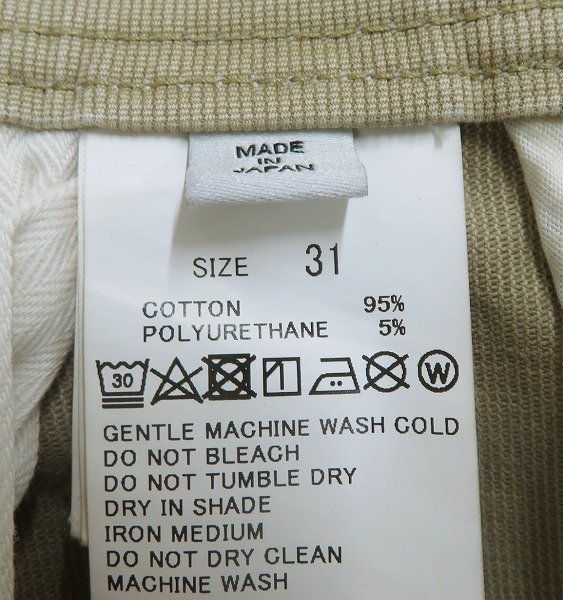 MADE
IN
JAPAN
SIZE 31
COTTON 95%
POLYURETHANE 5%
30 W
GENTLE MACHINE WASH COLD
DO NOT BLEACH
DO NOT TUMBLE DRY
DRY IN SHADE
IRON MEDIUM
DO NOT DRY CLEAN
MACHINE WASH